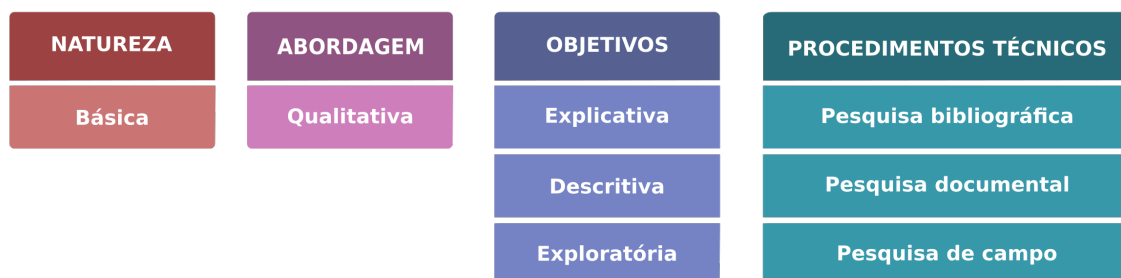 NATUREZA
Básica
ABORDAGEM
Qualitativa
OBJETIVOS
Explicativa
Descritiva
Exploratória
PROCEDIMENTOS TÉCNICOS
Pesquisa bibliográfica
Pesquisa documental
Pesquisa de campo